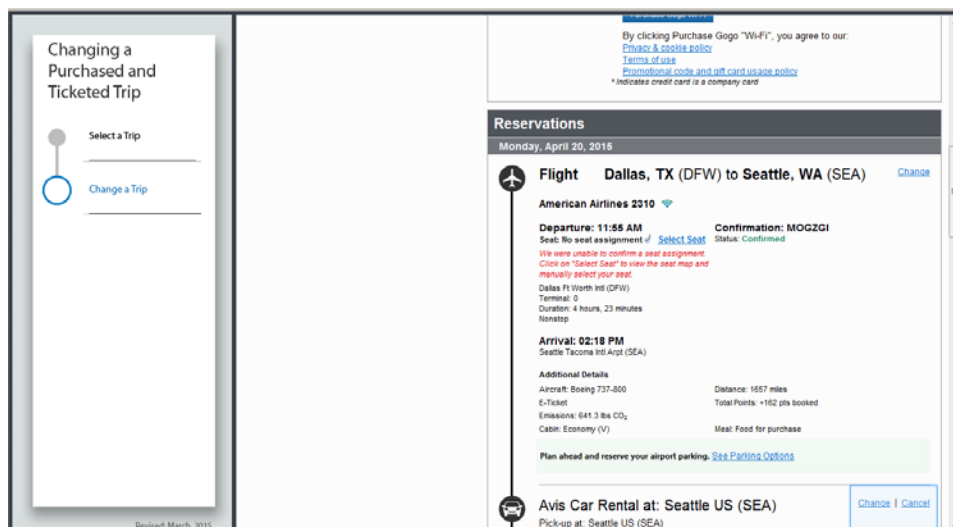 Changing a
Purchased and
Ticketed Trip
Select a Trip
Change a Trip
Revised: March, 2015
Purchase Gogo Wi-Fi
By clicking Purchase Gogo "Wi-Fi", you agree to our:
Privacy & cookie policy
Terms of use
Promotional code and gift card usage policy
* Indicates credit card is a company card
Reservations
Monday, April 20, 2015
Flight Dallas, TX (DFW) to Seattle, WA (SEA) Change
American Airlines 2310
Departure: 11:55 AM Confirmation: MOGZGI
Seat: No seat assignment Select Seat Status: Confirmed
We were unable to confirm a seat assignment.
Click on "Select Seat" to view the seat map and
manually select your seat.
Dallas Ft Worth Intl (DFW)
Terminal: 0
Duration: 4 hours, 23 minutes
Nonstop
Arrival: 02:18 PM
Seattle Tacoma Intl Arpt (SEA)
Additional Details
Aircraft: Boeing 737-800 Distance: 1657 miles
E-Ticket Total Points: +162 pts booked
Emissions: 641.3 lbs CO₂
Cabin: Economy (V) Meal: Food for purchase
Plan ahead and reserve your airport parking. See Parking Options
Avis Car Rental at: Seattle US (SEA) Change | Cancel
Pick-up at: Seattle US (SEA)